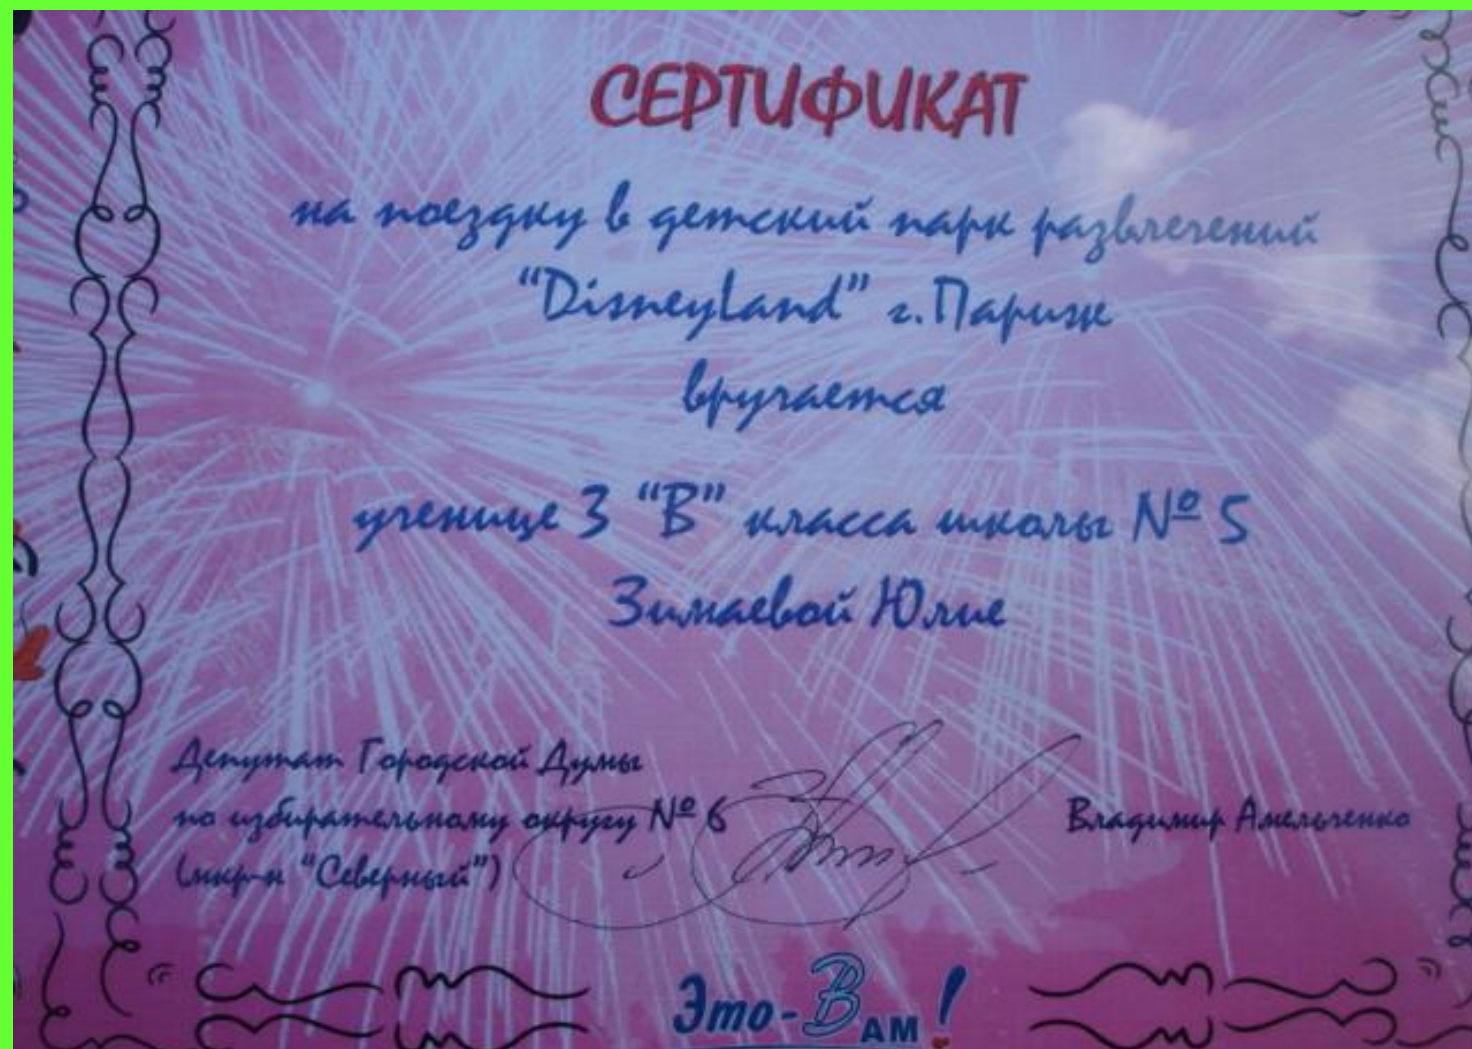 СЕРТИФИКАТ
на поездку в детский парк развлечений
“DisneyLand” г. Париж
вручается
ученице 3 “В” класса школы № 5
Зимаевой Юлие
Депутат Городской Думы
по избирательному округу № 6
(мкр-н “Северный”)
Владимир Амельченко
Это-Вам!